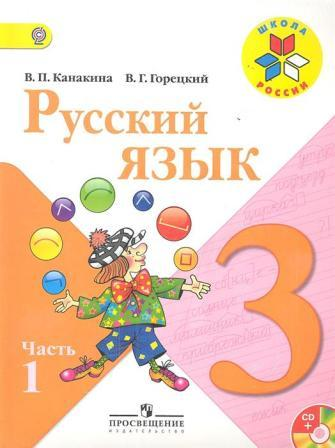 В. П. Канакина В. Г. Горецкий
ШКОЛА
РОССИИ
Русский
язык
3
Часть
1
CD
+
ПРОСВЕЩЕНИЕ
ИЗДАТЕЛЬСТВО